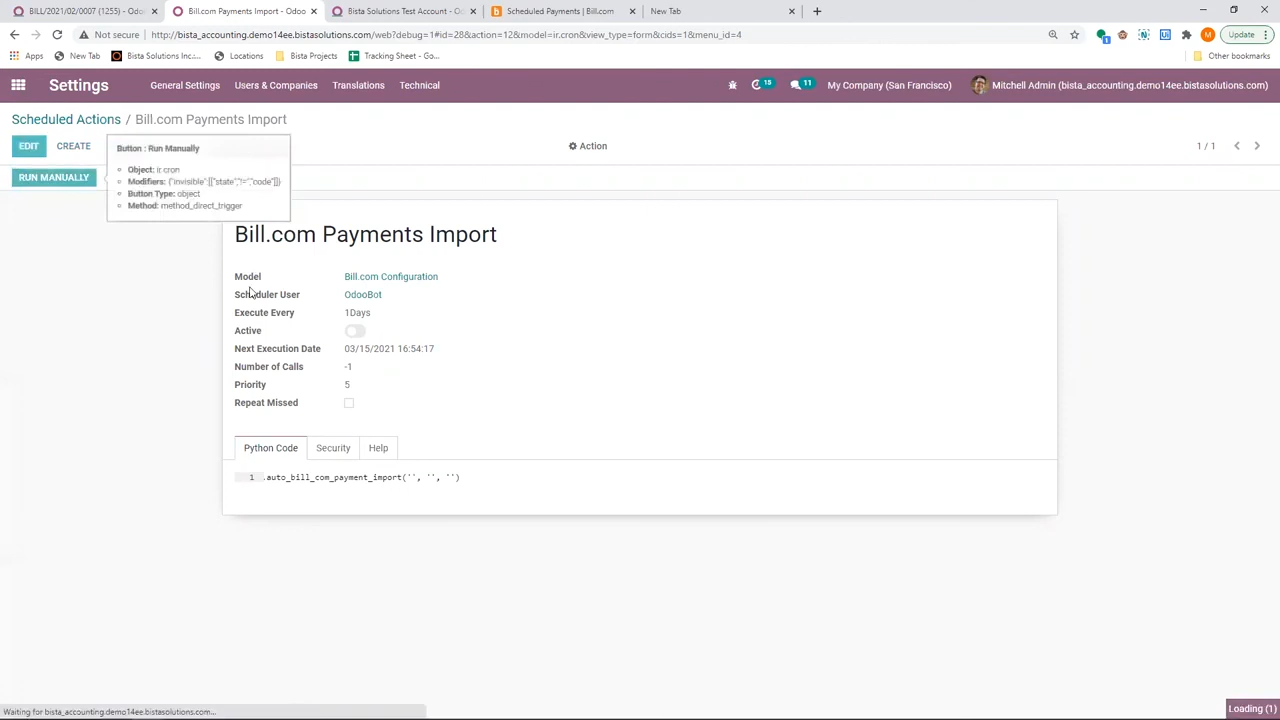 BILL/2021/02/0007 (1255) - Odo
Bill.com Payments Import - Odoo
Bista Solutions Test Account - Od
Scheduled Payments | Bill.com
New Tab
Not secure
http://bista_accounting.demo14ee.bistasolutions.com/web?debug=1#id=28&action=12&model=ir.cron&view_type=form&cids=1&menu_id=4
M
Update
Apps
New Tab
Bista Solutions Inc...
Locations
Bista Projects
Tracking Sheet - Go...
Other bookmarks
Settings
General Settings
Users & Companies
Translations
Technical
15
11
My Company (San Francisco)
Mitchell Admin (bista_accounting.demo14ee.bistasolutions.com)
Scheduled Actions / Bill.com Payments Import
EDIT
CREATE
Action
1 / 1
RUN MANUALLY
Button : Run Manually
Object: ir.cron
Modifiers: {"invisible":[["state","!=","code"]]}
Button Type: object
Method: method_direct_trigger
Bill.com Payments Import
Model
Bill.com Configuration
Scheduler User
OdooBot
Execute Every
1Days
Active
Next Execution Date
03/15/2021 16:54:17
Number of Calls
-1
Priority
5
Repeat Missed
Python Code
Security
Help
1
.auto_bill_com_payment_import('', '', '')
Waiting for bista_accounting.demo14ee.bistasolutions.com...
Loading (1)